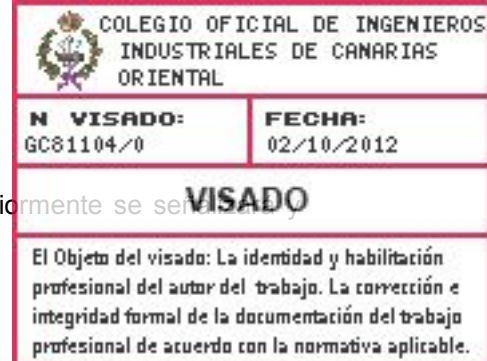 COLEGIO OFICIAL DE INGENIEROS
INDUSTRIALES DE CANARIAS
ORIENTAL
N VISADO:
GC81104/0
FECHA:
02/10/2012
VISADO
El Objeto del visado: La identidad y habilitación
profesional del autor del trabajo. La corrección e
integridad formal de la documentación del trabajo
profesional de acuerdo con la normativa aplicable.